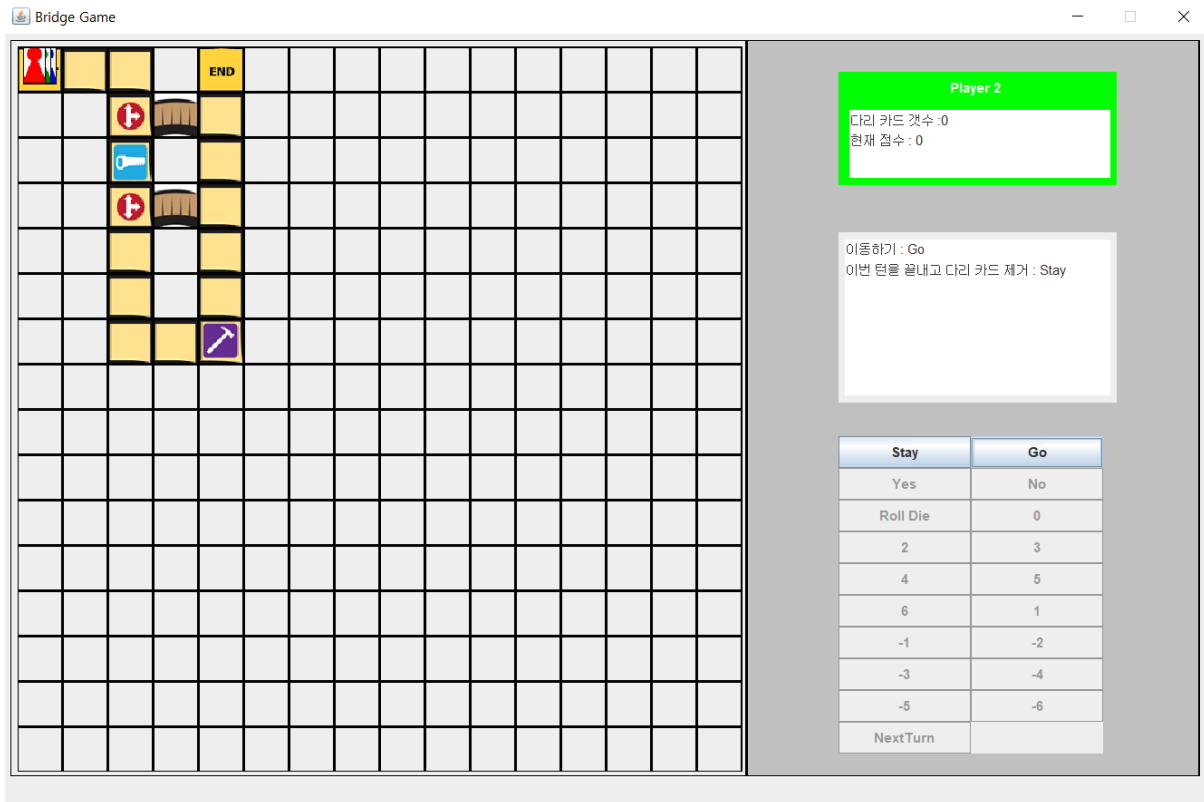 Bridge Game
END
Player 2
다리 카드 갯수 :0
현재 점수 : 0
이동하기 : Go
이번 턴을 끝내고 다리 카드 제거 : Stay
Stay Go
Yes No
Roll Die 0
2 3
4 5
6 1
-1 -2
-3 -4
-5 -6
NextTurn